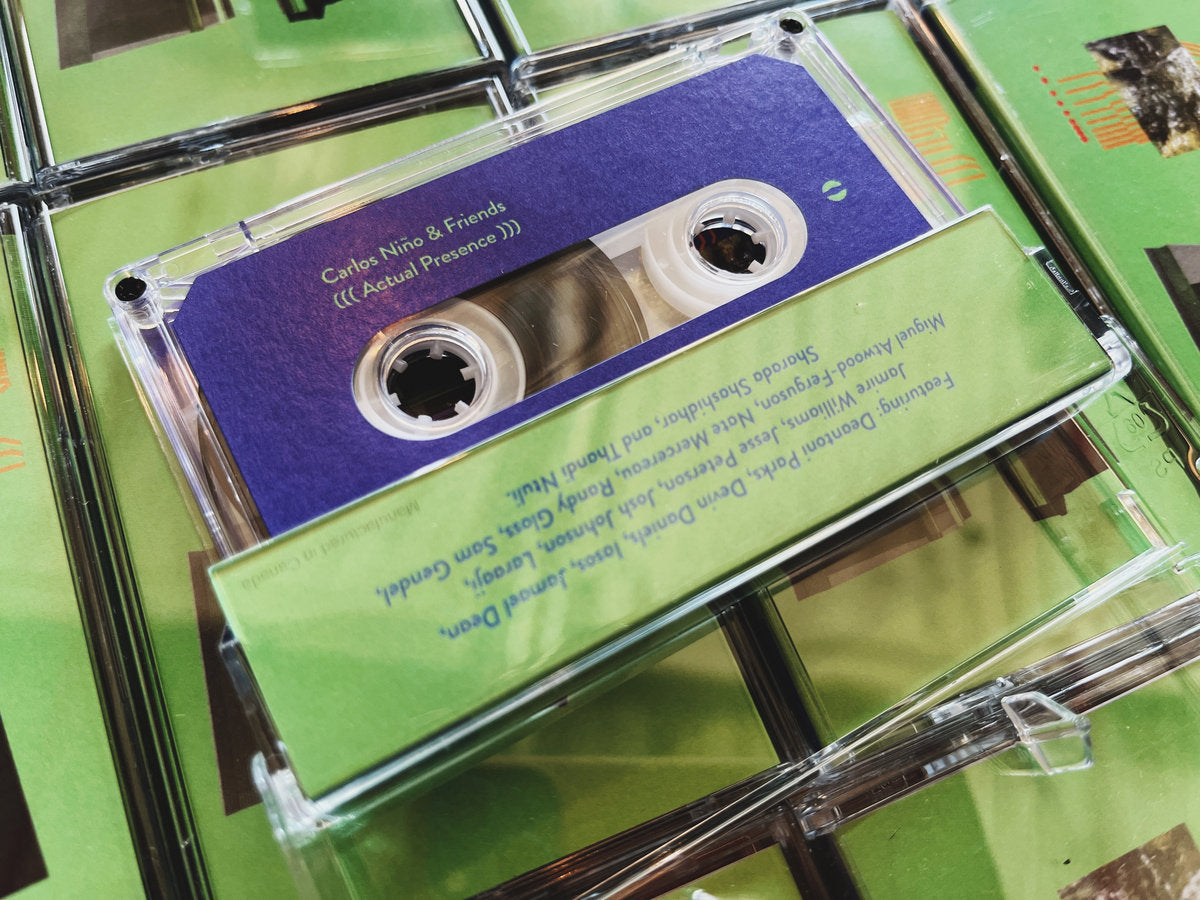 Carlos Niño & Friends
((( Actual Presence )))
Featuring: Deantoni Parks, Devin Daniels, Iasos, Jamael Dean,
Jamire Williams, Jesse Peterson, Josh Johnson, Laraaji,
Miguel Atwood-Ferguson, Nate Mercereau, Randy Gloss, Sam Gendel,
Sharada Shashidhar, and Thandi Ntuli.
Manufactured in Canada